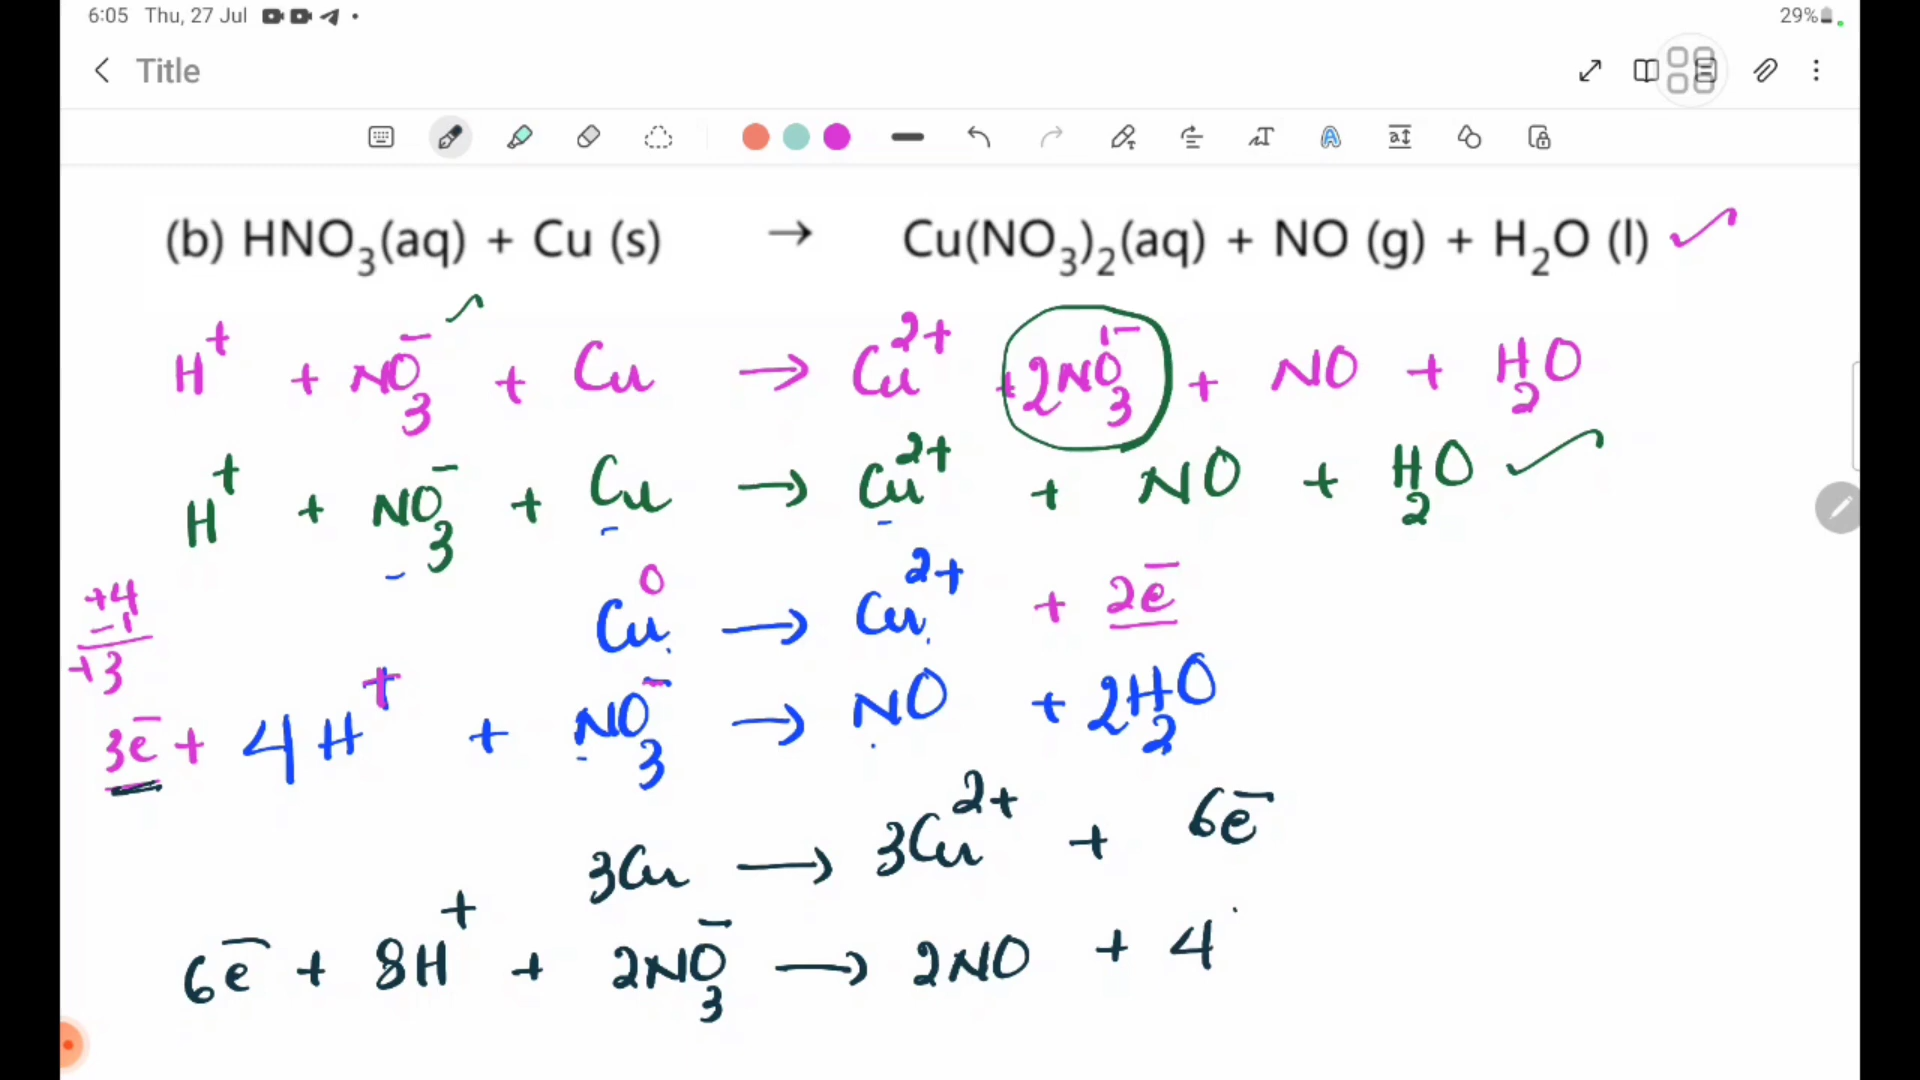 6:05 Thu, 27 Jul 29%
Title
(b) HNO₃(aq) + Cu (s) → Cu(NO₃)₂(aq) + NO (g) + H₂O (l) ✓
H⁺ + NO₃⁻ + Cu → Cu²⁺ + 2NO₃¹⁻ + NO + H₂O
H⁺ + NO₃⁻ + Cu → Cu²⁺ + NO + H₂O ✓
Cu⁰ → Cu²⁺ + 2e⁻
+4
-1
+3
3e⁻ + 4H⁺ + NO₃⁻ → NO + 2H₂O
3Cu → 3Cu²⁺ + 6e⁻
6e⁻ + 8H⁺ + 2NO₃⁻ → 2NO + 4